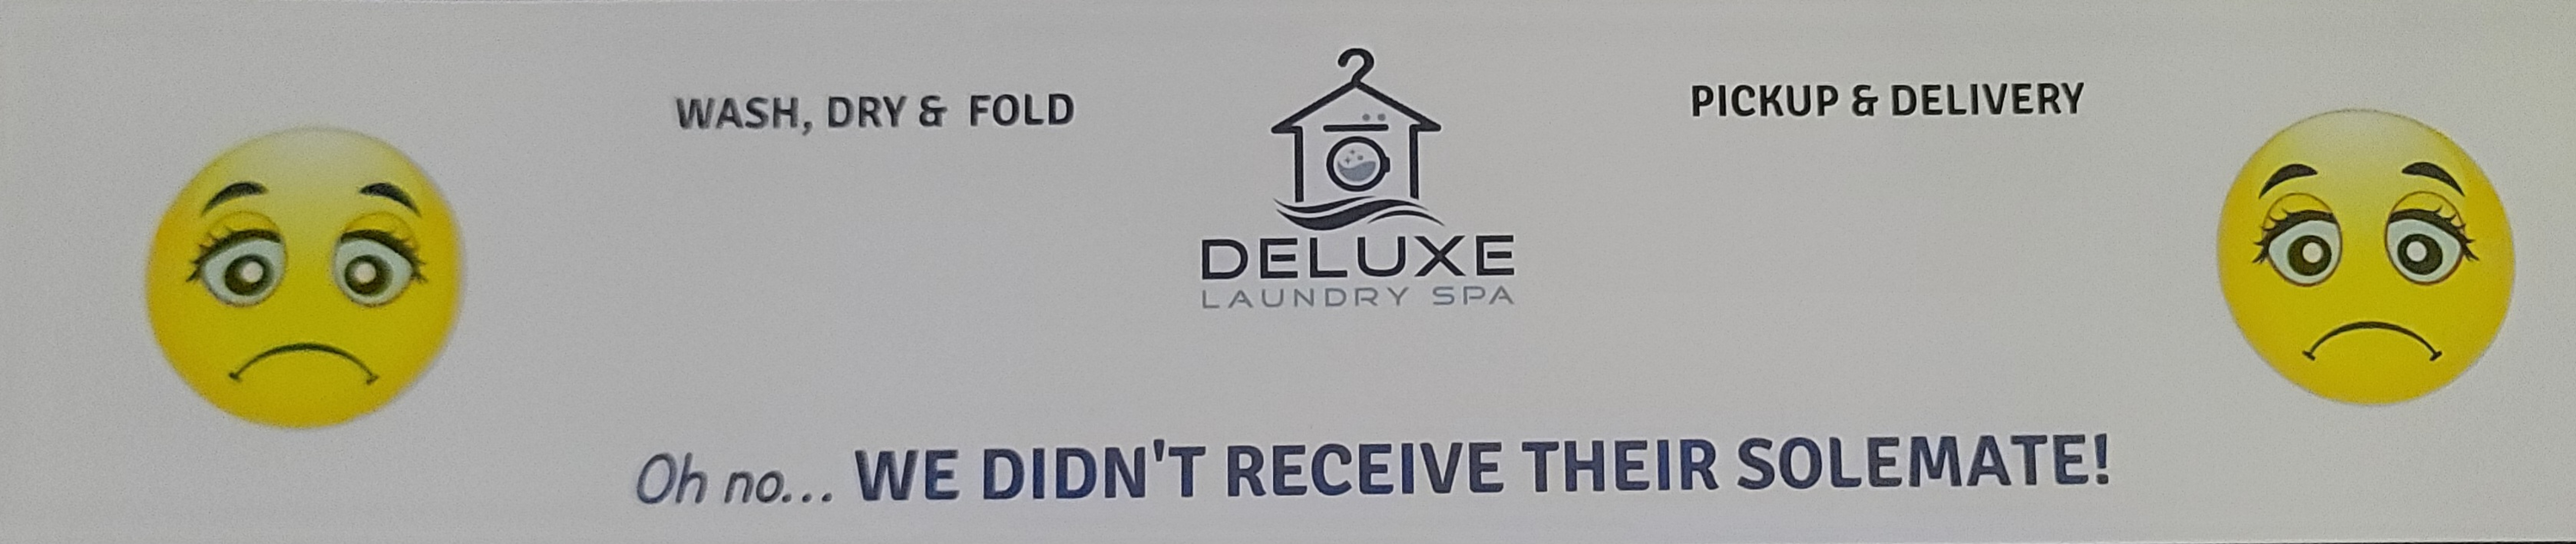 WASH, DRY & FOLD
PICKUP & DELIVERY
DELUXE
LAUNDRY SPA
Oh no... WE DIDN'T RECEIVE THEIR SOLEMATE!